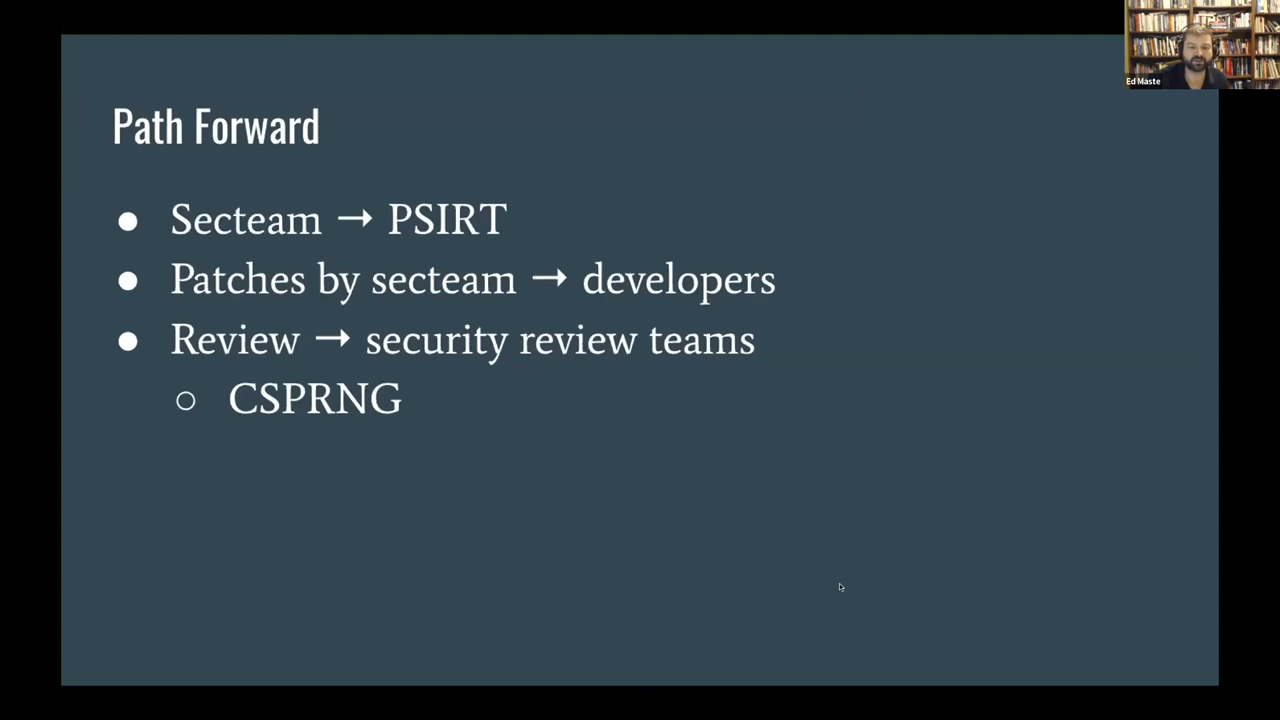 Ed Maste
Path Forward
● Secteam → PSIRT
● Patches by secteam → developers
● Review → security review teams
○ CSPRNG